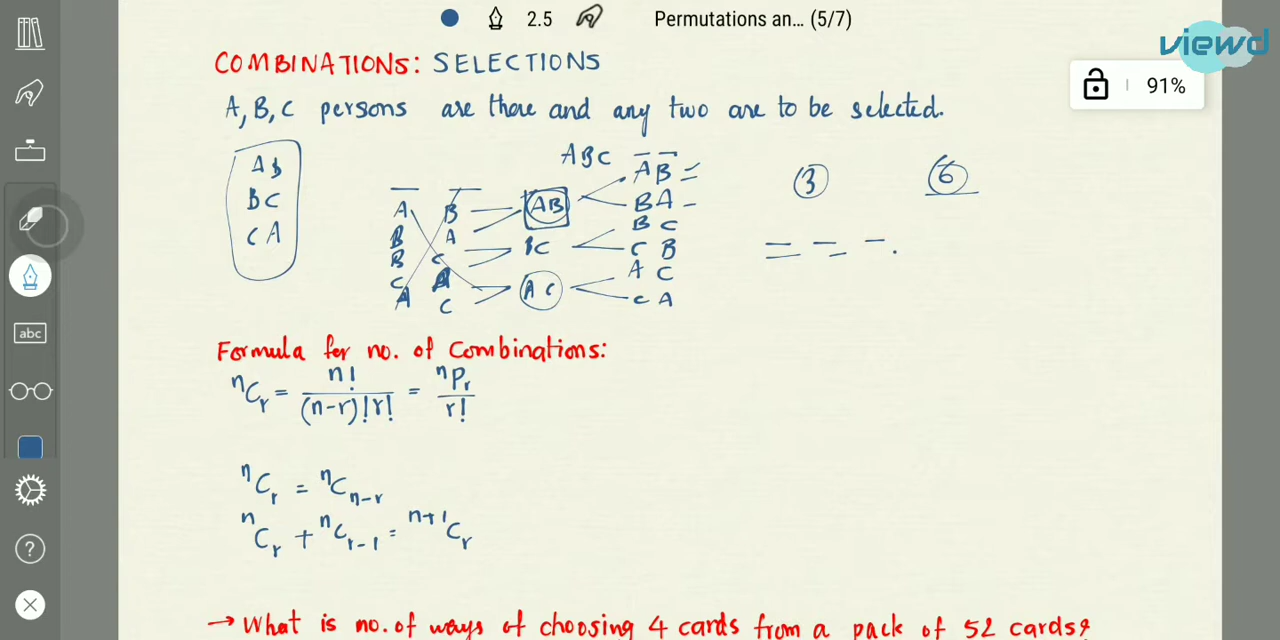 2.5 Permutations an... (5/7)
viewd
91%
COMBINATIONS: SELECTIONS
A, B, C persons are there and any two are to be selected.
AB
BC
CA
A B
B A
B C
C A
A C
AB
BC
AC
ABC
AB
BA
BC
CB
AC
CA
3
6
abc
Formula for no. of Combinations:
ⁿCᵣ = n! / (n-r)! r! = ⁿPᵣ / r!
ⁿCᵣ = ⁿCₙ₋ᵣ
ⁿCᵣ + ⁿCᵣ₋₁ = ⁿ⁺¹Cᵣ
→ What is no. of ways of choosing 4 cards from a pack of 52 cards?